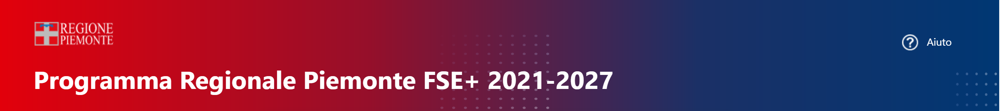 REGIONE
PIEMONTE
Aiuto
Programma Regionale Piemonte FSE+ 2021-2027